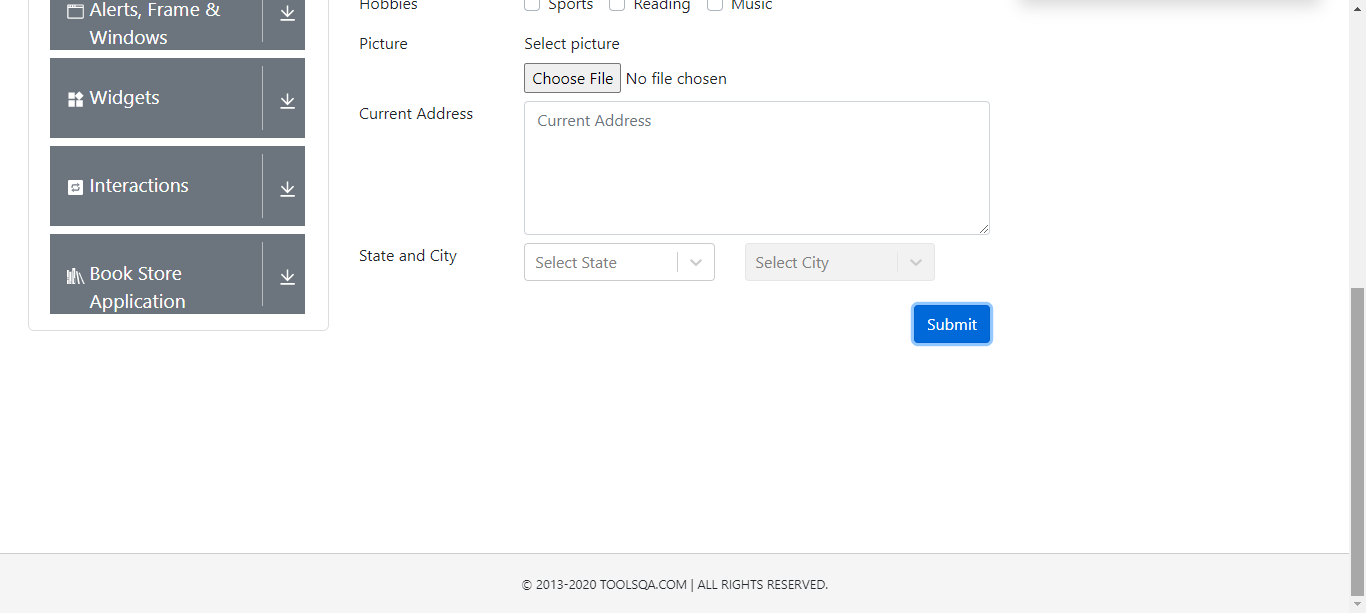 Alerts, Frame &
Windows
Widgets
Interactions
Book Store
Application
Hobbies
Sports Reading Music
Picture
Select picture
Choose File No file chosen
Current Address
Current Address
State and City
Select State
Select City
Submit
© 2013-2020 TOOLSQA.COM | ALL RIGHTS RESERVED.